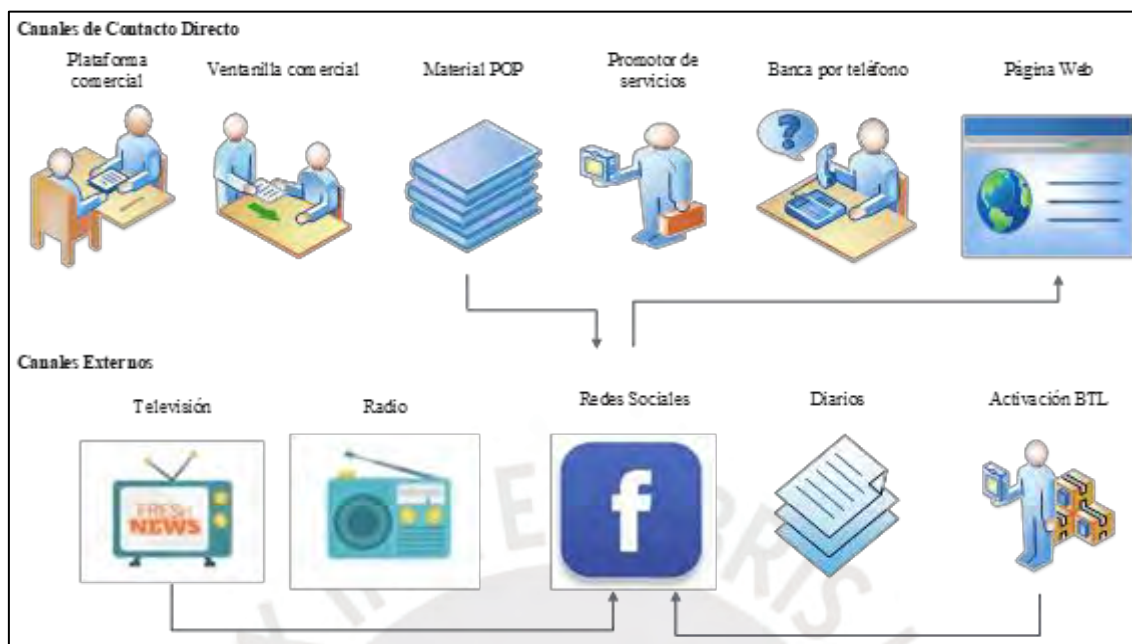 Canales de Contacto Directo
Plataforma
comercial
Ventanilla comercial
Material POP
Promotor de
servicios
Banca por teléfono
Página Web
?
Canales Externos
Televisión
Radio
Redes Sociales
Diarios
Activación BTL
FRESH
NEWS
f